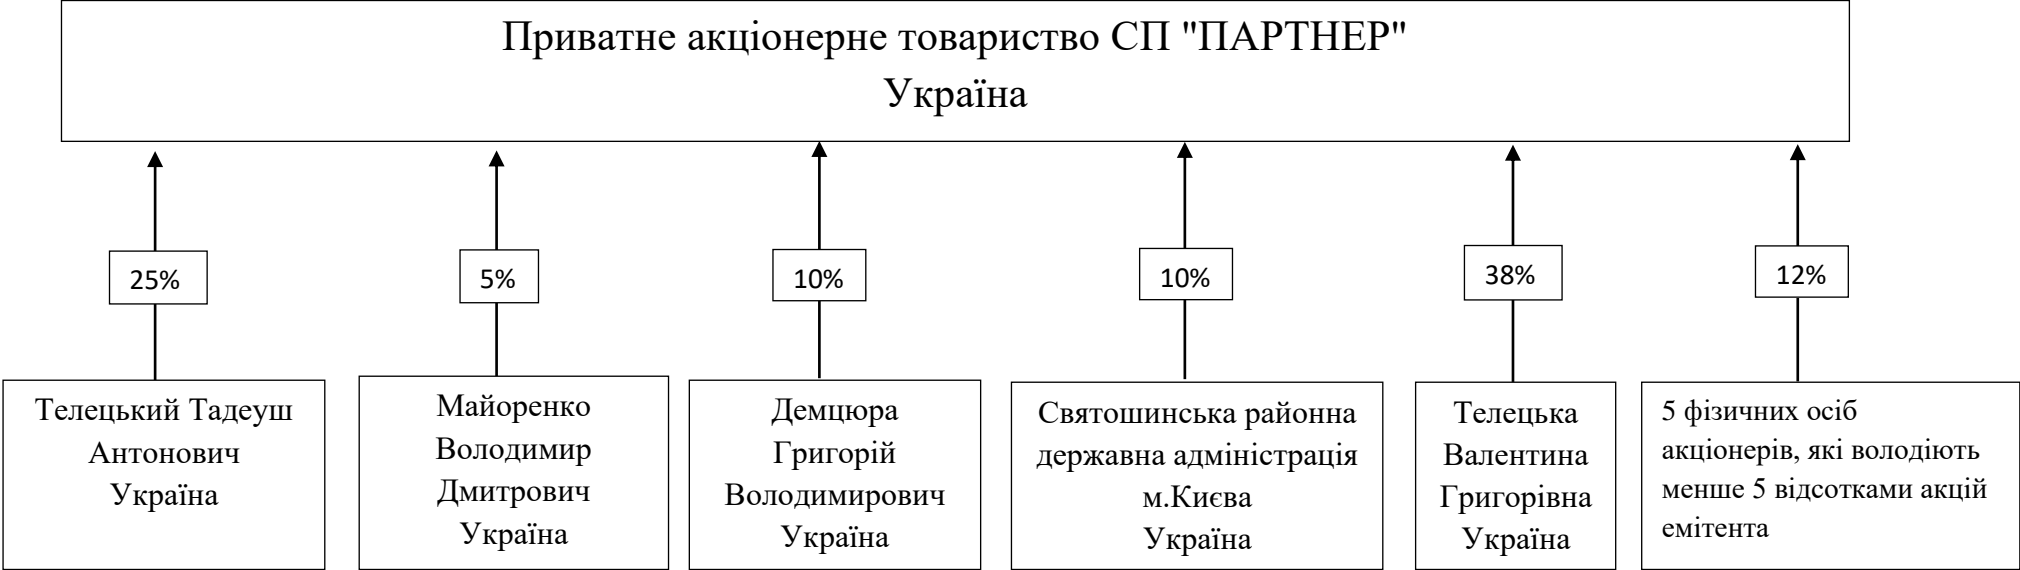 Приватне акціонерне товариство СП "ПАРТНЕР"
Україна
25%
5%
10%
10%
38%
12%
Телецький Тадеуш
Антонович
Україна
Майоренко
Володимир
Дмитрович
Україна
Демцюра
Григорій
Володимирович
Україна
Святошинська районна
державна адміністрація
м.Києва
Україна
Телецька
Валентина
Григорівна
Україна
5 фізичних осіб
акціонерів, які володіють
менше 5 відсотками акцій
емітента